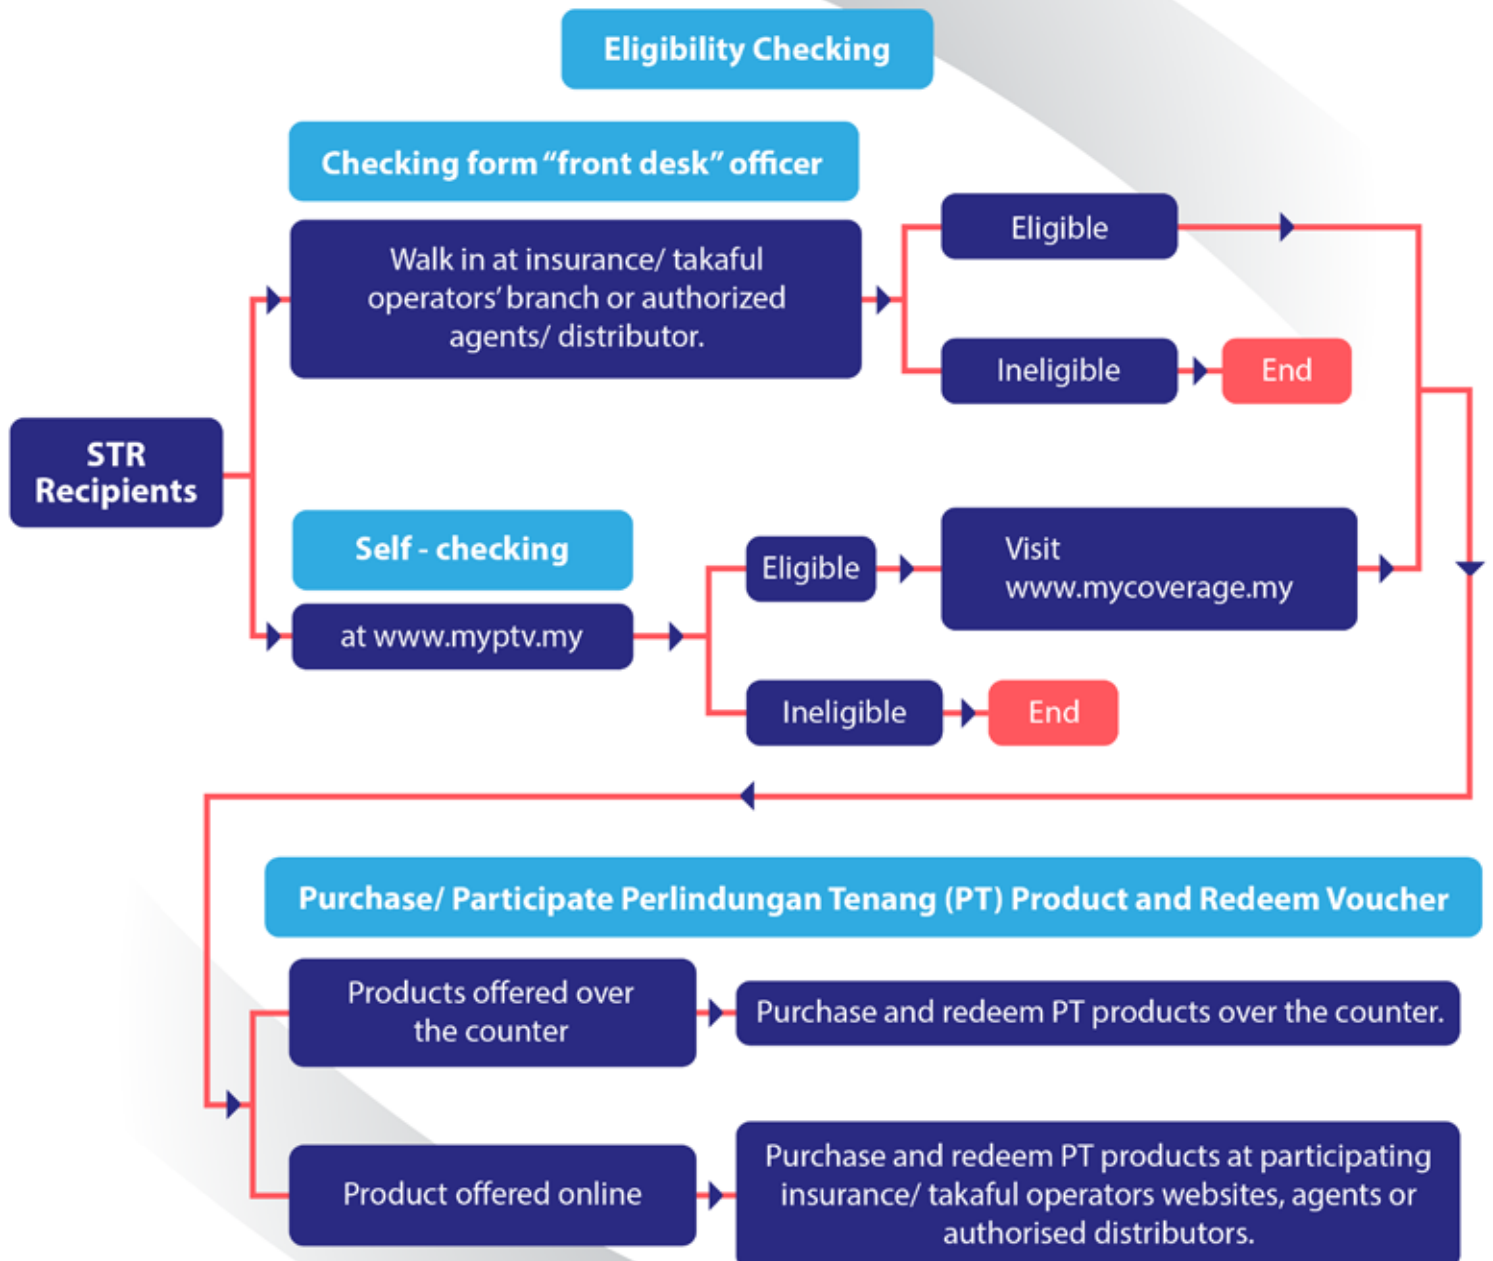 Eligibility Checking
Checking form “front desk” officer
Walk in at insurance/ takaful
operators’ branch or authorized
agents/ distributor.
Eligible
Ineligible
End
STR
Recipients
Self - checking
at www.myptv.my
Eligible
Visit
www.mycoverage.my
Ineligible
End
Purchase/ Participate Perlindungan Tenang (PT) Product and Redeem Voucher
Products offered over
the counter
Purchase and redeem PT products over the counter.
Product offered online
Purchase and redeem PT products at participating
insurance/ takaful operators websites, agents or
authorised distributors.